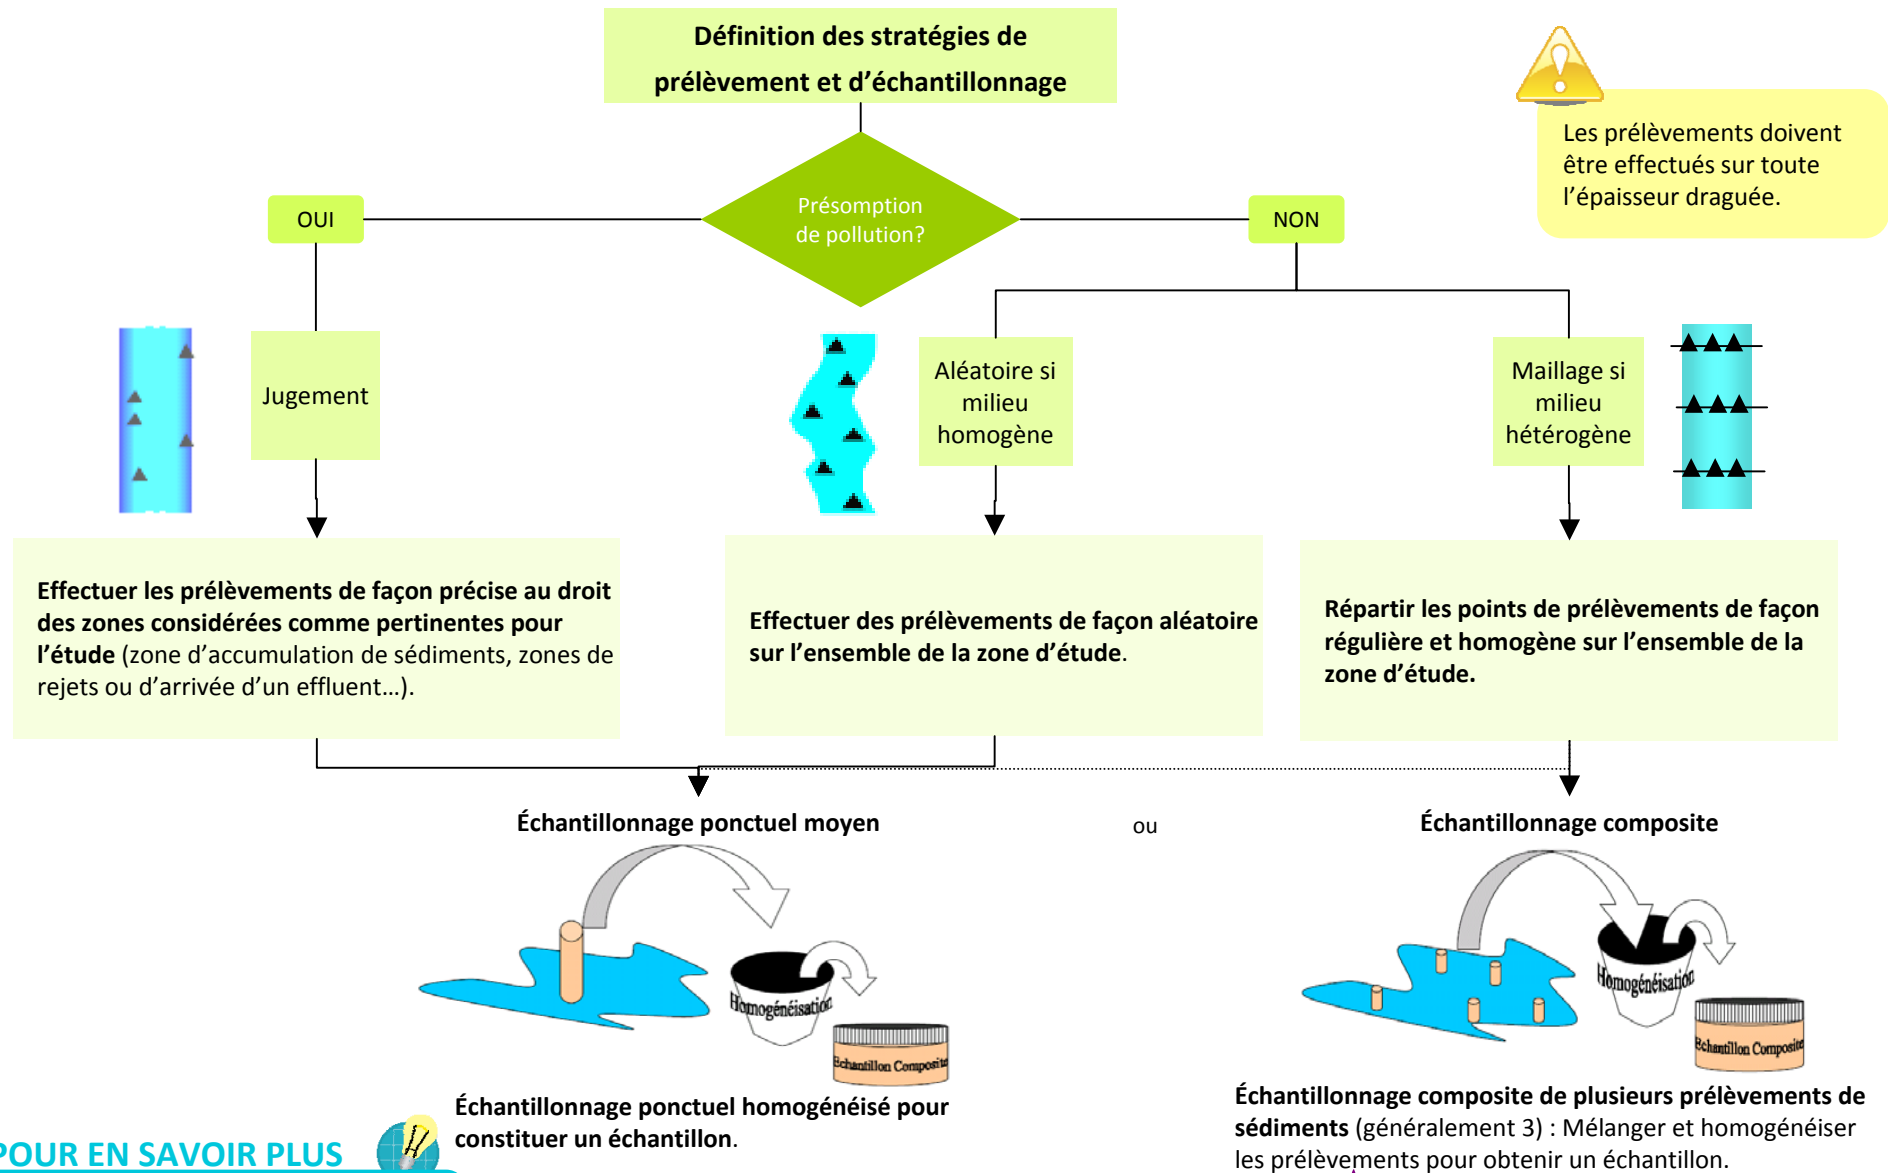 Définition des stratégies de
prélèvement et d'échantillonnage
Les prélèvements doivent
être effectués sur toute
l'épaisseur draguée.
Présomption
de pollution?
OUI
NON
Jugement
Aléatoire si
milieu
homogène
Maillage si
milieu
hétérogène
Effectuer les prélèvements de façon précise au droit
des zones considérées comme pertinentes pour
l'étude (zone d'accumulation de sédiments, zones de
rejets ou d'arrivée d'un effluent…).
Effectuer des prélèvements de façon aléatoire
sur l'ensemble de la zone d'étude.
Répartir les points de prélèvements de façon
régulière et homogène sur l'ensemble de la
zone d'étude.
Échantillonnage ponctuel moyen
ou
Échantillonnage composite
Homogénéisation
Echantillon Composite
Homogénéisation
Echantillon Composite
Échantillonnage ponctuel homogénéisé pour
constituer un échantillon.
Échantillonnage composite de plusieurs prélèvements de
sédiments (généralement 3) : Mélanger et homogénéiser
les prélèvements pour obtenir un échantillon.
POUR EN SAVOIR PLUS